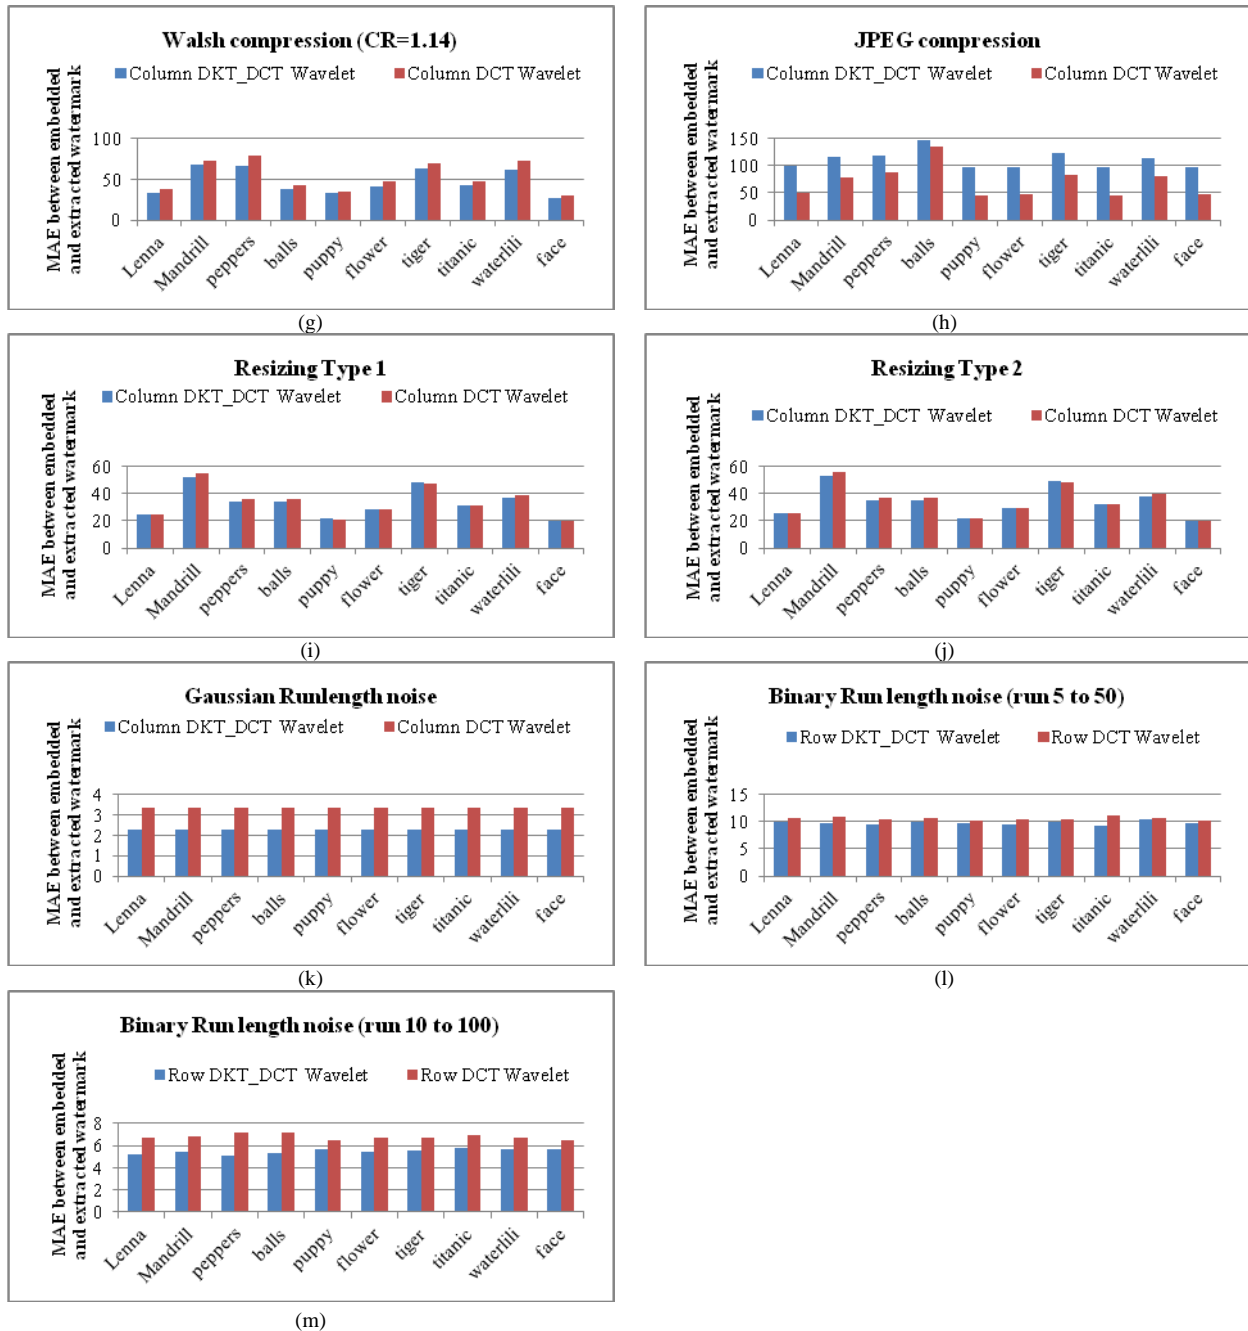 Walsh compression (CR=1.14)
Column DKT_DCT Wavelet Column DCT Wavelet
MAE between embedded
and extracted watermark
100
50
0
Lenna Mandrill peppers balls puppy flower tiger titanic waterlili face
(g)
JPEG compression
Column DKT_DCT Wavelet Column DCT Wavelet
MAE between embedded
and extracted watermark
150
100
50
0
Lenna Mandrill peppers balls puppy flower tiger titanic waterlili face
(h)
Resizing Type 1
Column DKT_DCT Wavelet Column DCT Wavelet
MAE between embedded
and extracted watermark
60
40
20
0
Lenna Mandrill peppers balls puppy flower tiger titanic waterlili face
(i)
Resizing Type 2
Column DKT_DCT Wavelet Column DCT Wavelet
MAE between embedded
and extracted watermark
60
40
20
0
Lenna Mandrill peppers balls puppy flower tiger titanic waterlili face
(j)
Gaussian Runlength noise
Column DKT_DCT Wavelet Column DCT Wavelet
MAE between embedded
and extracted watermark
4
3
2
1
0
Lenna Mandrill peppers balls puppy flower tiger titanic waterlili face
(k)
Binary Run length noise (run 5 to 50)
Row DKT_DCT Wavelet Row DCT Wavelet
MAE between embedded
and extracted watermark
15
10
5
0
Lenna Mandrill peppers balls puppy flower tiger titanic waterlili face
(l)
Binary Run length noise (run 10 to 100)
Row DKT_DCT Wavelet Row DCT Wavelet
MAE between embedded
and extracted watermark
8
6
4
2
0
Lenna Mandrill peppers balls puppy flower tiger titanic waterlili face
(m)